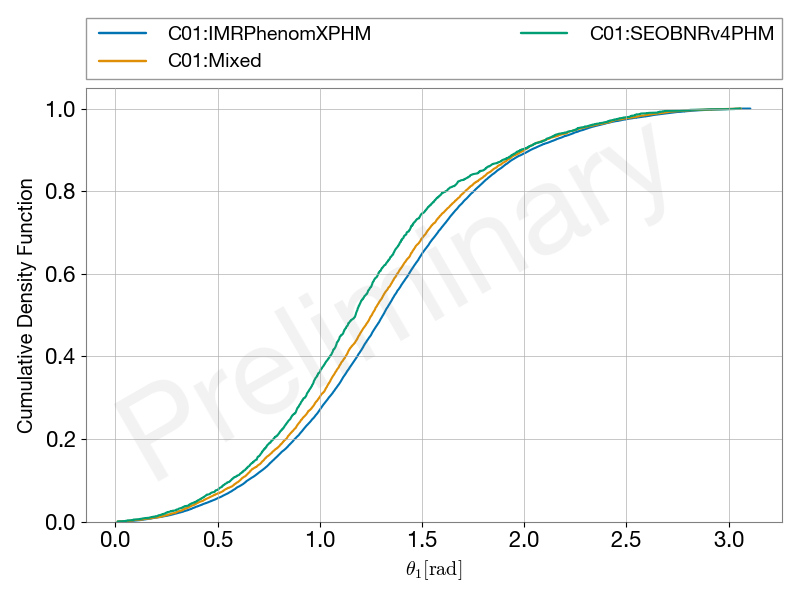 C01:IMRPhenomXPHM
C01:Mixed
C01:SEOBNRv4PHM
Cumulative Density Function
1.0
0.8
0.6
0.4
0.2
0.0
Preliminary
0.0 0.5 1.0 1.5 2.0 2.5 3.0
θ₁[rad]